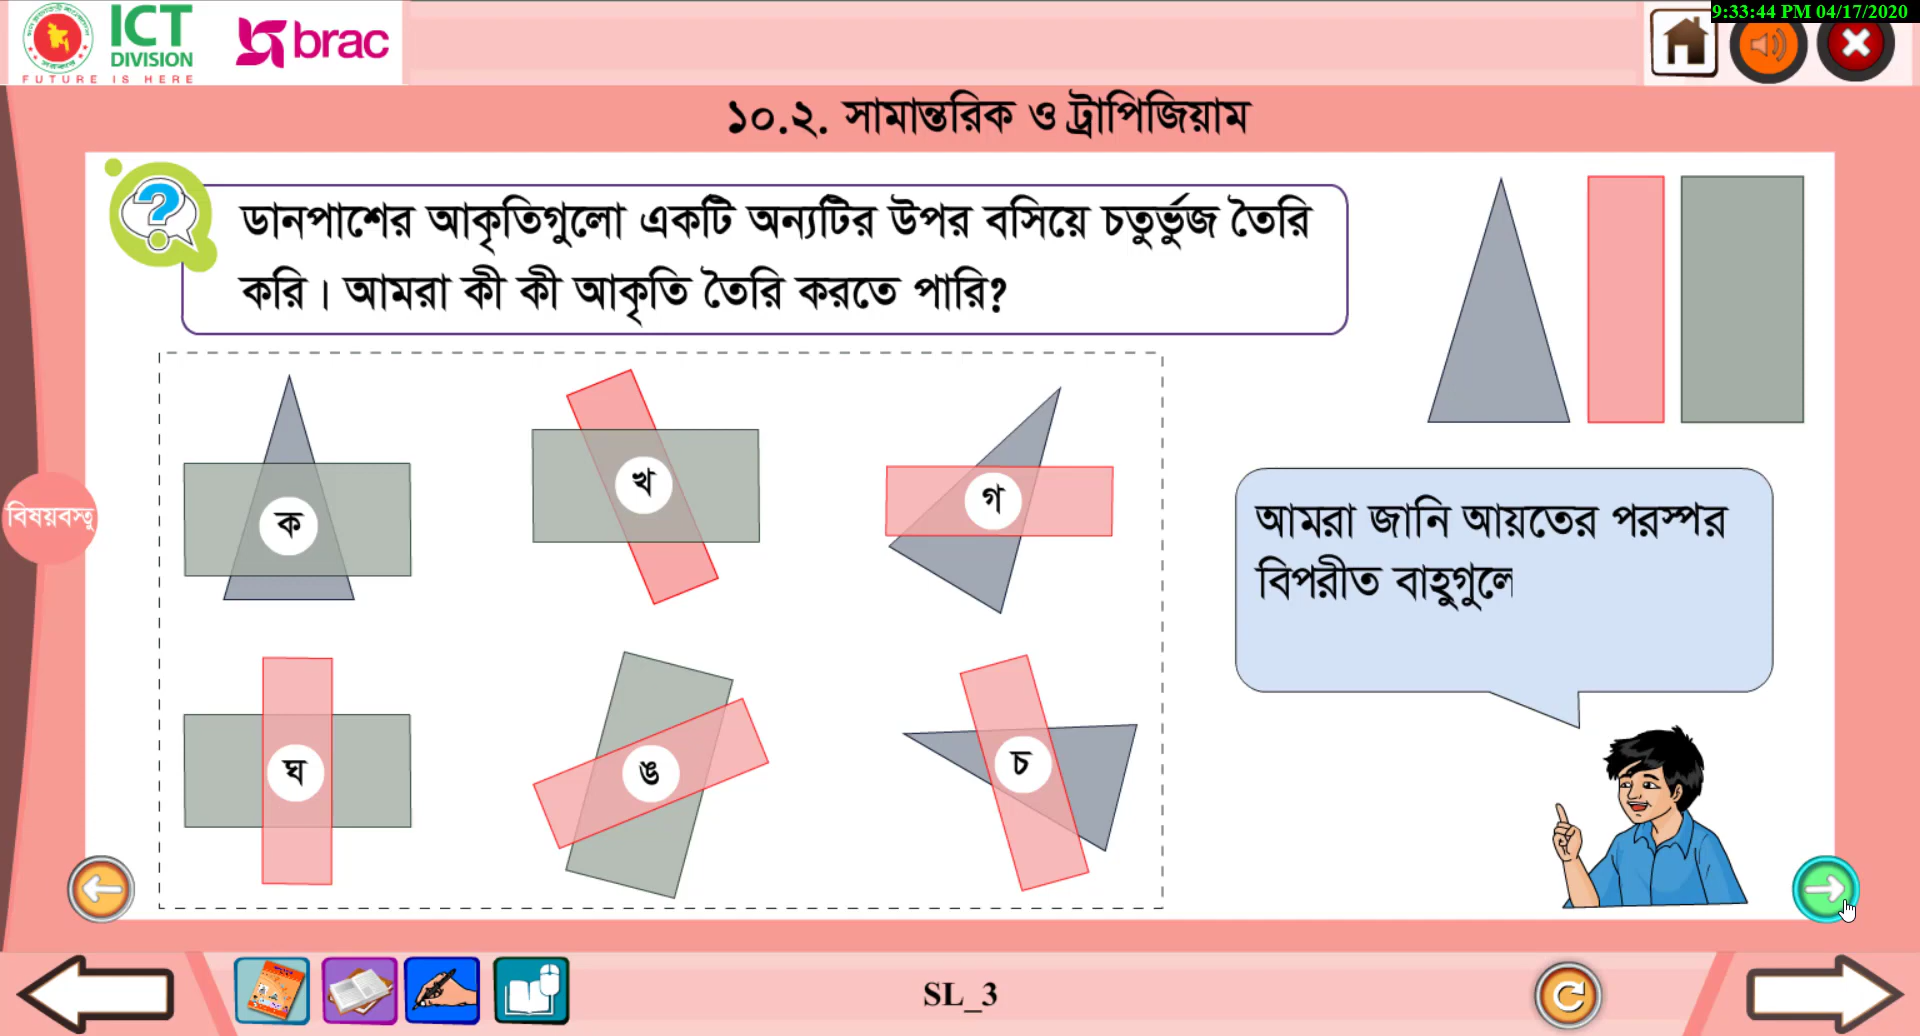 9:33:44 PM 04/17/2020
ICT
DIVISION
FUTURE IS HERE
brac
১০.২. সামান্তরিক ও ট্রাপিজিয়াম
ডানপাশের আকৃতিগুলো একটি অন্যটির উপর বসিয়ে চতুর্ভুজ তৈরি
করি। আমরা কী কী আকৃতি তৈরি করতে পারি?
ক
খ
গ
আমরা জানি আয়তের পরস্পর
বিপরীত বাহুগুলে
বিষয়বস্তু
ঘ
ঙ
চ
SL_3